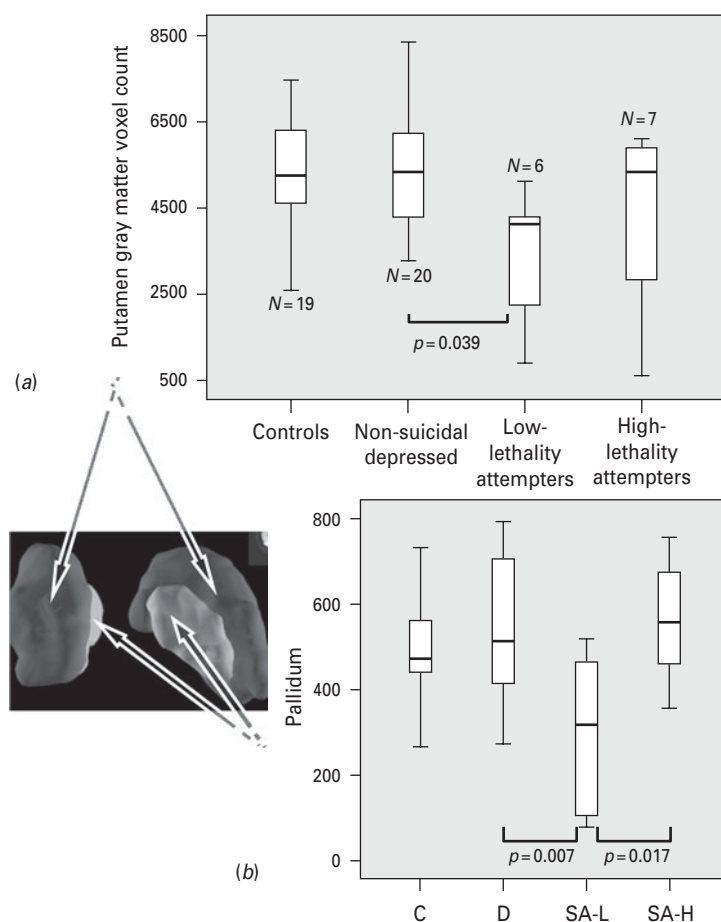 Putamen gray matter voxel count
8500
6500
4500
2500
500
N=19
N=20
N=6
N=7
p=0.039
(a)
Controls
Non-suicidal
depressed
Low-
lethality
attempters
High-
lethality
attempters
Pallidum
800
600
400
200
0
p=0.007
p=0.017
(b)
C
D
SA-L
SA-H